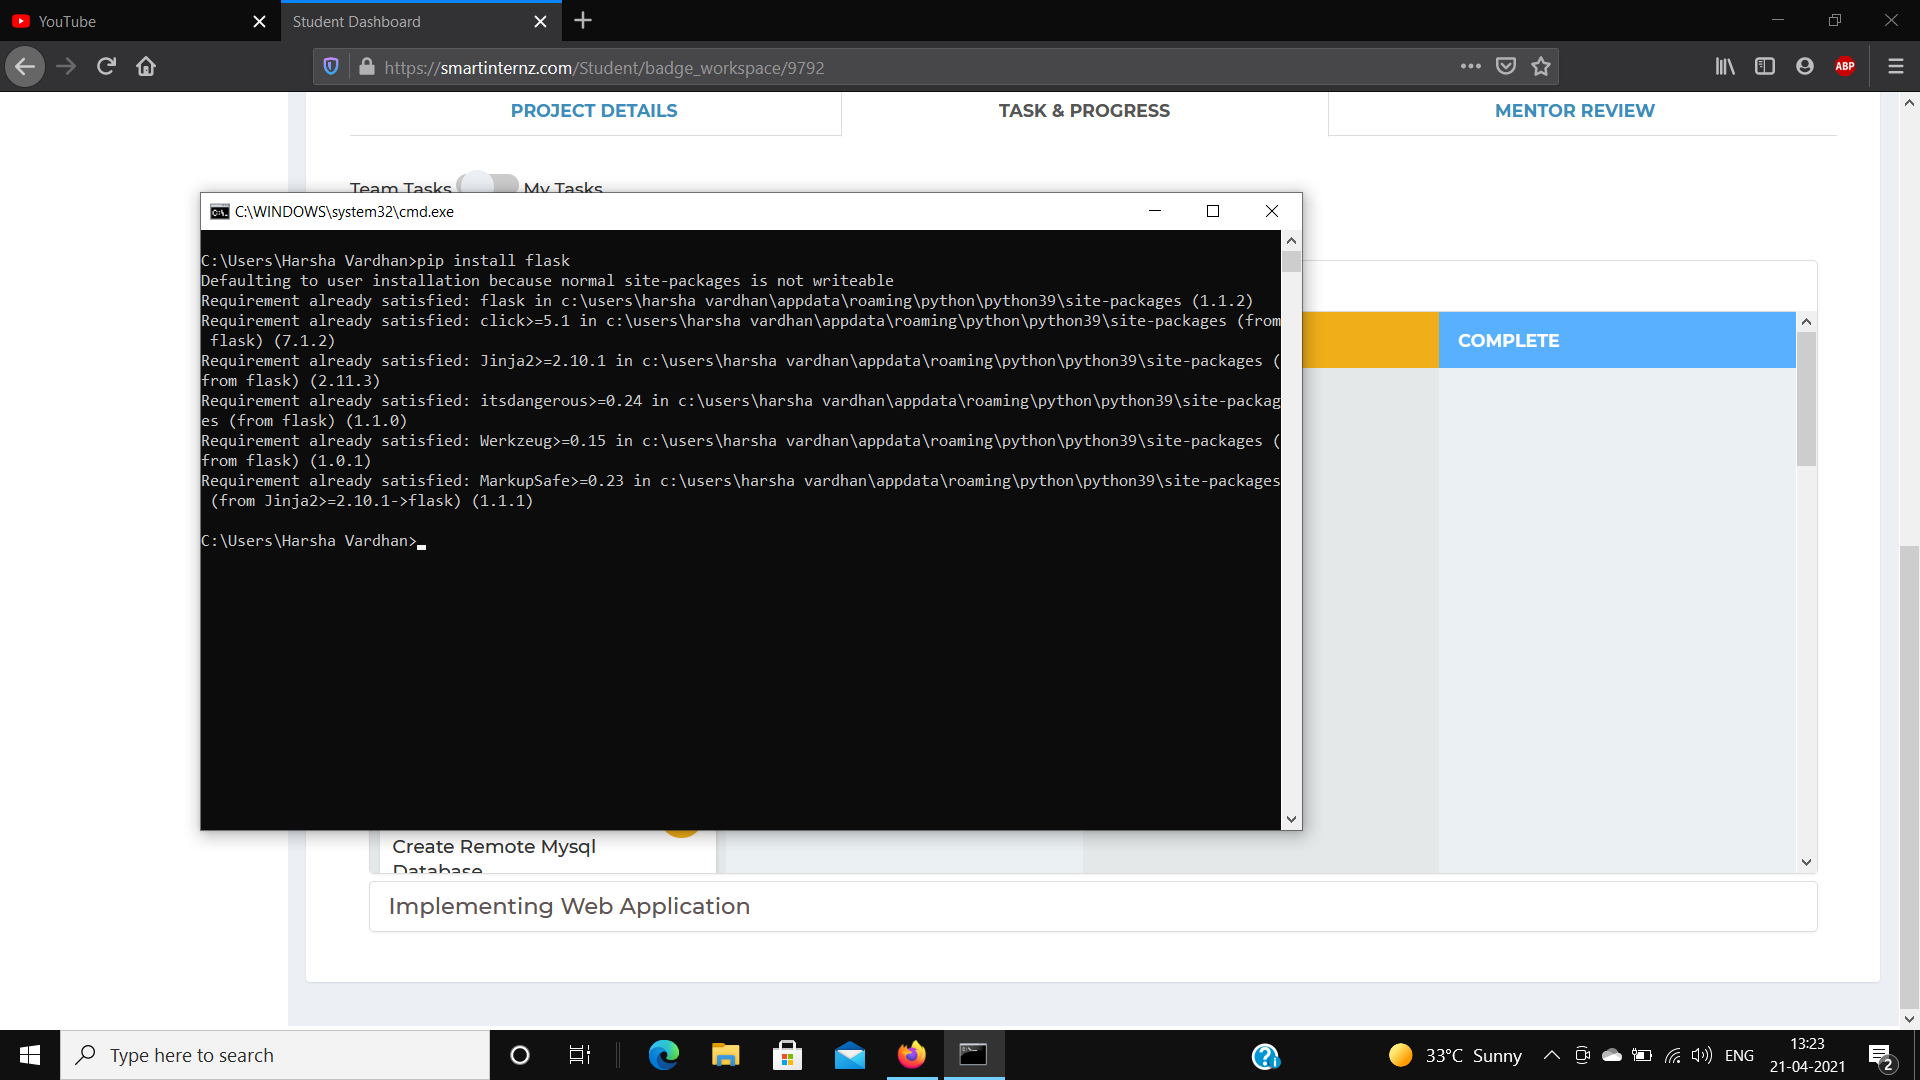 YouTube
Student Dashboard
https://smartinternz.com/Student/badge_workspace/9792
ABP
PROJECT DETAILS
TASK & PROGRESS
MENTOR REVIEW
Team Tasks
My Tasks
C:\WINDOWS\system32\cmd.exe
C:\Users\Harsha Vardhan>pip install flask
Defaulting to user installation because normal site-packages is not writeable
Requirement already satisfied: flask in c:\users\harsha vardhan\appdata\roaming\python\python39\site-packages (1.1.2)
Requirement already satisfied: click>=5.1 in c:\users\harsha vardhan\appdata\roaming\python\python39\site-packages (from
 flask) (7.1.2)
Requirement already satisfied: Jinja2>=2.10.1 in c:\users\harsha vardhan\appdata\roaming\python\python39\site-packages (
from flask) (2.11.3)
Requirement already satisfied: itsdangerous>=0.24 in c:\users\harsha vardhan\appdata\roaming\python\python39\site-packag
es (from flask) (1.1.0)
Requirement already satisfied: Werkzeug>=0.15 in c:\users\harsha vardhan\appdata\roaming\python\python39\site-packages (
from flask) (1.0.1)
Requirement already satisfied: MarkupSafe>=0.23 in c:\users\harsha vardhan\appdata\roaming\python\python39\site-packages
 (from Jinja2>=2.10.1->flask) (1.1.1)
C:\Users\Harsha Vardhan>
COMPLETE
Create Remote Mysql
Database
Implementing Web Application
Type here to search
33°C Sunny
ENG
13:23
21-04-2021
2